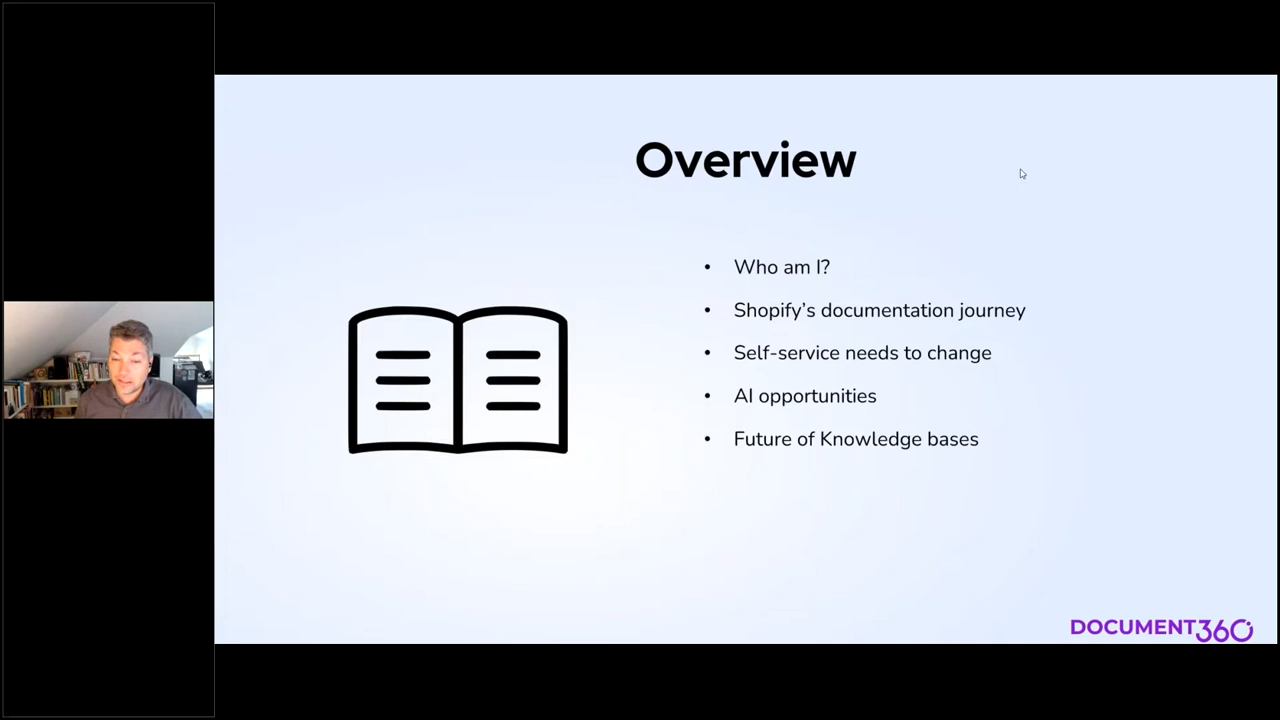 Overview
• Who am I?
• Shopify’s documentation journey
• Self-service needs to change
• AI opportunities
• Future of Knowledge bases
DOCUMENT360